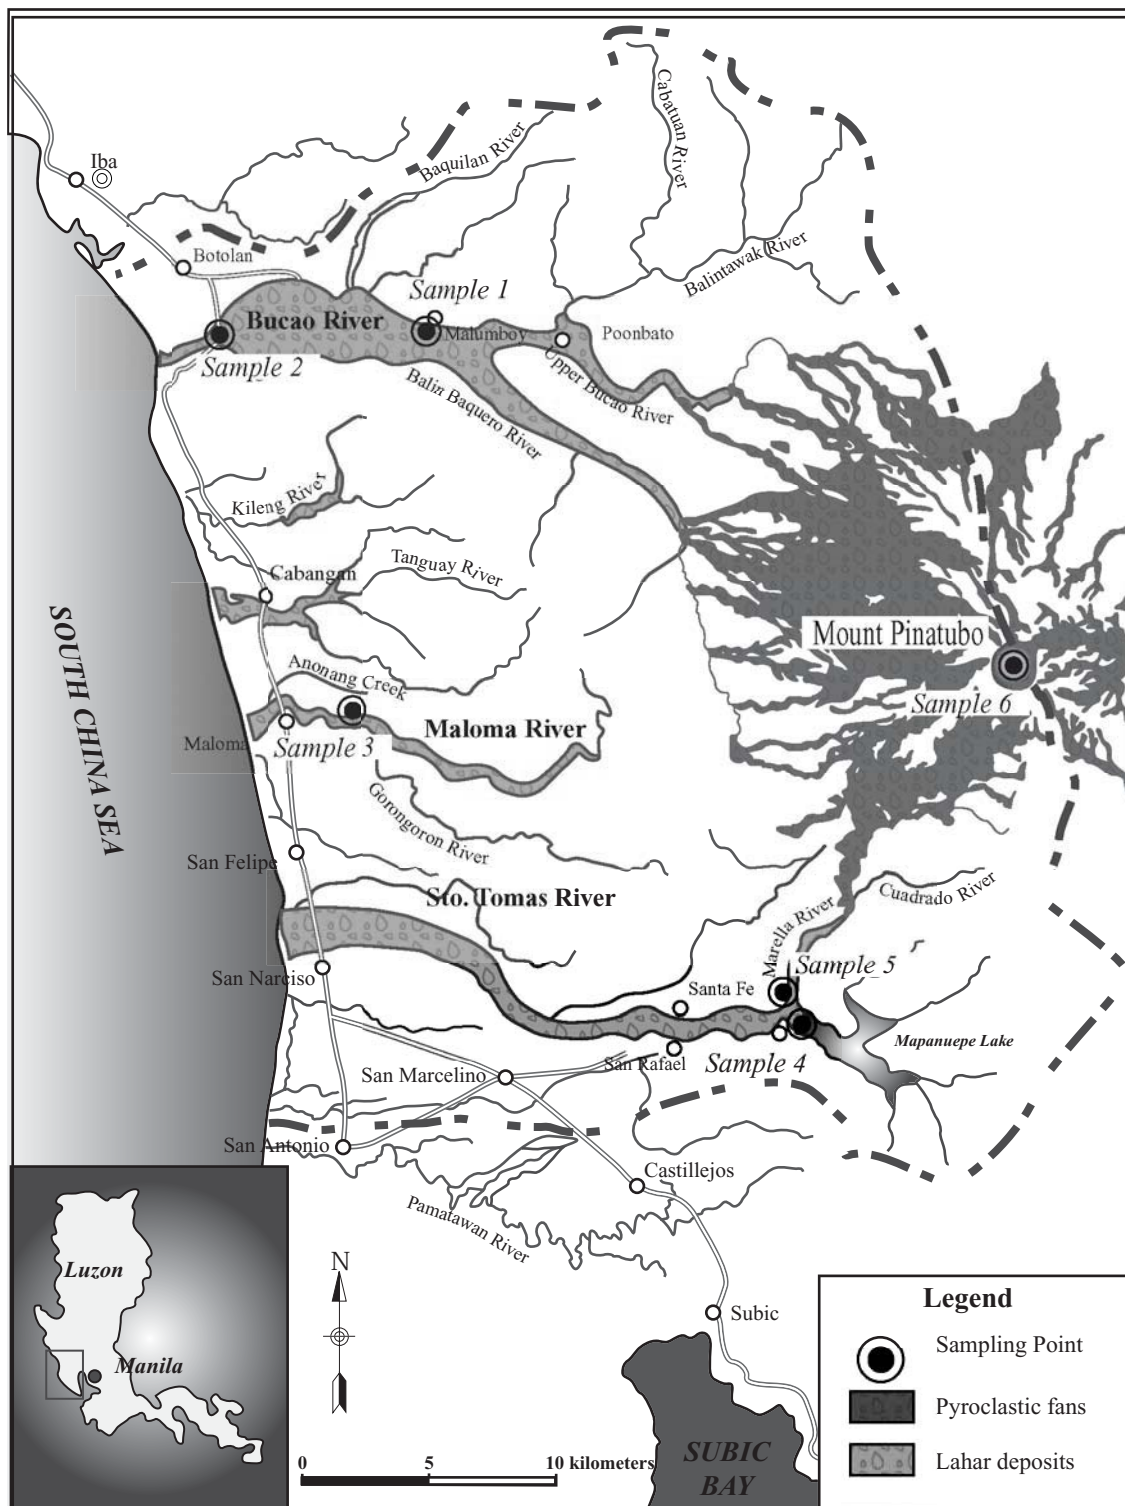 Iba
Baquilan River
Cabatuan River
Botolan
Balintawak River
Sample 1
Bucao River
Malumboy
Poonbato
Sample 2
Upper Bucao River
Balin Baquero River
Kileng River
Tanguay River
Cabangan
Mount Pinatubo
Anonang Creek
Sample 6
SOUTH CHINA SEA
Maloma River
Maloma
Sample 3
Gorongoron River
San Felipe
Sto. Tomas River
Cuadrado River
Marella River
San Narciso
Sample 5
Santa Fe
Mapanuepe Lake
San Rafael
Sample 4
San Marcelino
San Antonio
Castillejos
Pamatawan River
Luzon
Manila
N
Subic
0 5 10 kilometers
SUBIC
BAY
Legend
Sampling Point
Pyroclastic fans
Lahar deposits